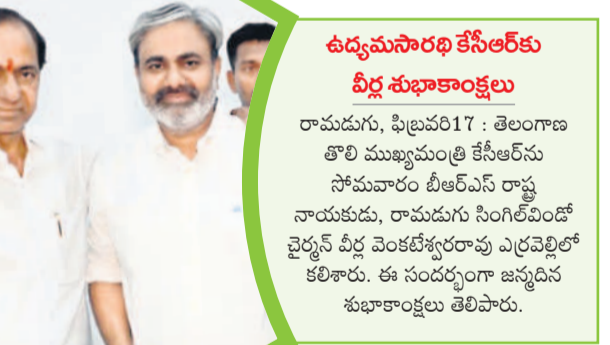 ఉద్యమసారథి కేసీఆర్‌కు
వీర్ల శుభాకాంక్షలు
రామడుగు, ఫిబ్రవరి17 : తెలంగాణ
తొలి ముఖ్యమంత్రి కేసీఆర్‌ను
సోమవారం బీఆర్‌ఎస్ రాష్ట్ర
నాయకుడు, రామడుగు సింగిల్‌విండో
చైర్మన్ వీర్ల వెంకటేశ్వరరావు ఎర్రవెల్లిలో
కలిశారు. ఈ సందర్భంగా జన్మదిన
శుభాకాంక్షలు తెలిపారు.